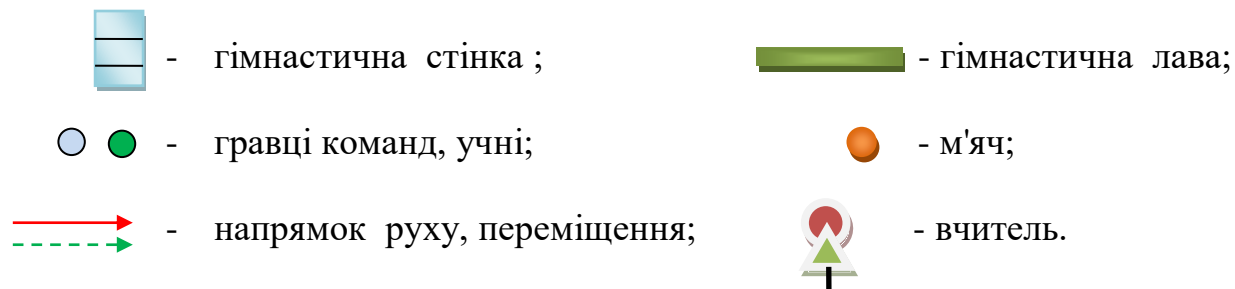 - гімнастична стінка ; - гімнастична лава;
- гравці команд, учні; - м'яч;
- напрямок руху, переміщення; - вчитель.